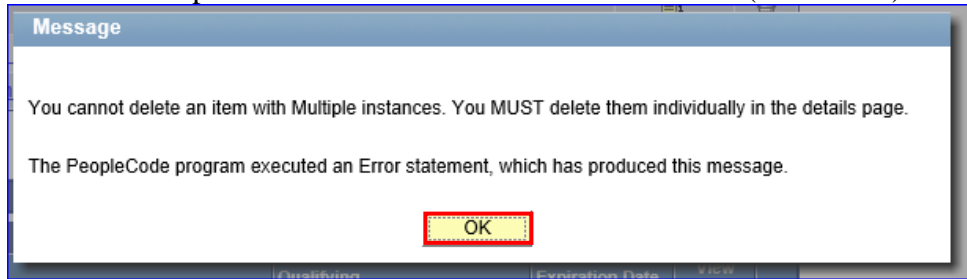 Message
You cannot delete an item with Multiple instances. You MUST delete them individually in the details page.
The PeopleCode program executed an Error statement, which has produced this message.
OK
Qualifying Expiration Date View